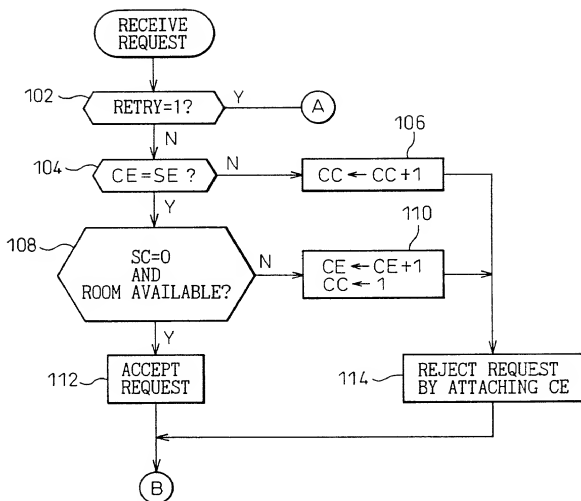 RECEIVE
REQUEST
102
RETRY=1?
Y
A
N
106
104
CE=SE ?
N
CC ← CC+1
Y
110
108
SC=0
AND
ROOM AVAILABLE?
N
CE ← CE+1
CC ← 1
Y
112
ACCEPT
REQUEST
114
REJECT REQUEST
BY ATTACHING CE
B